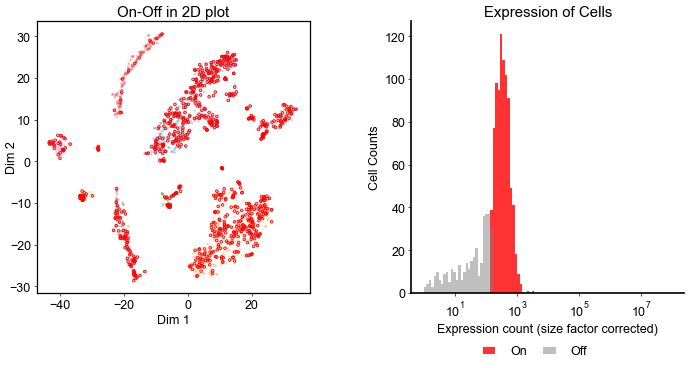 On-Off in 2D plot
Expression of Cells
30
20
10
0
−10
−20
−30
Dim 2
−40
−20
0
20
Dim 1
120
100
80
60
40
20
0
Cell Counts
10^1
10^3
10^5
10^7
Expression count (size factor corrected)
On
Off